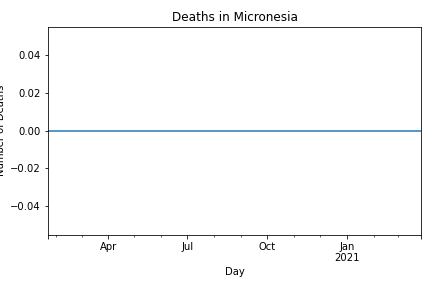 Deaths in Micronesia
Number of Deaths
0.04
0.02
0.00
−0.02
−0.04
Apr
Jul
Oct
Jan
2021
Day